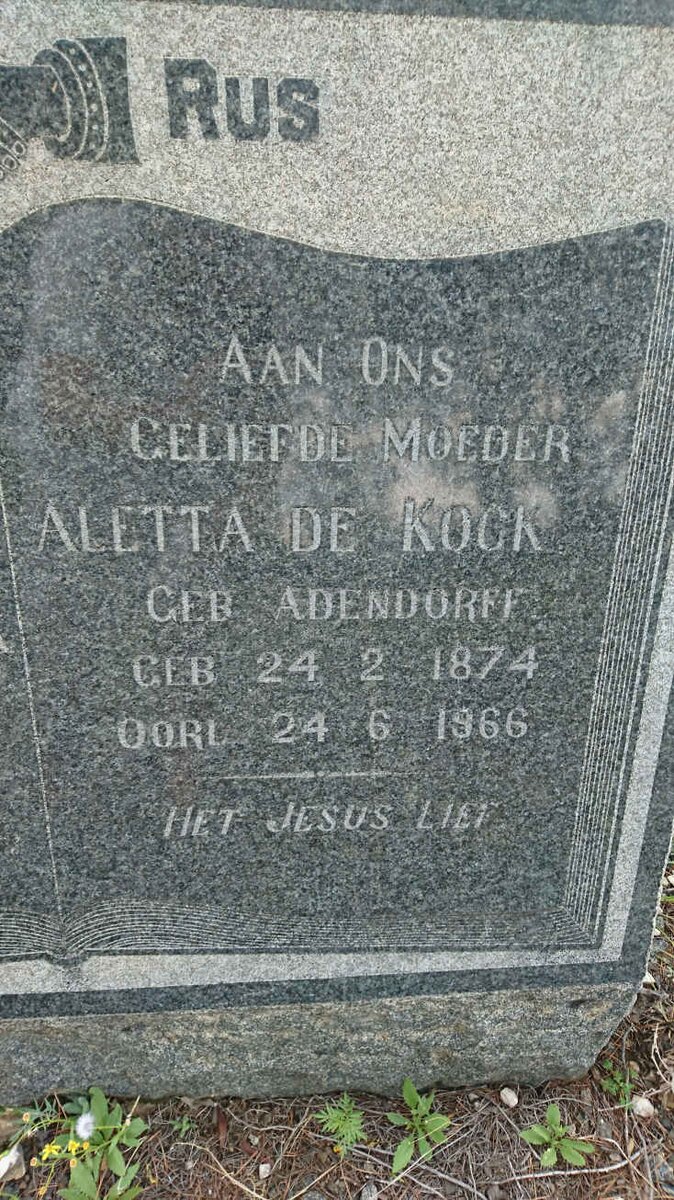 RUS
AAN ONS
GELIEFDE MOEDER
ALETTA DE KOCK.
GEB ADENDORFF.
GEB 24 2 1874
OORL 24 6 1966
HET JESUS LIEF